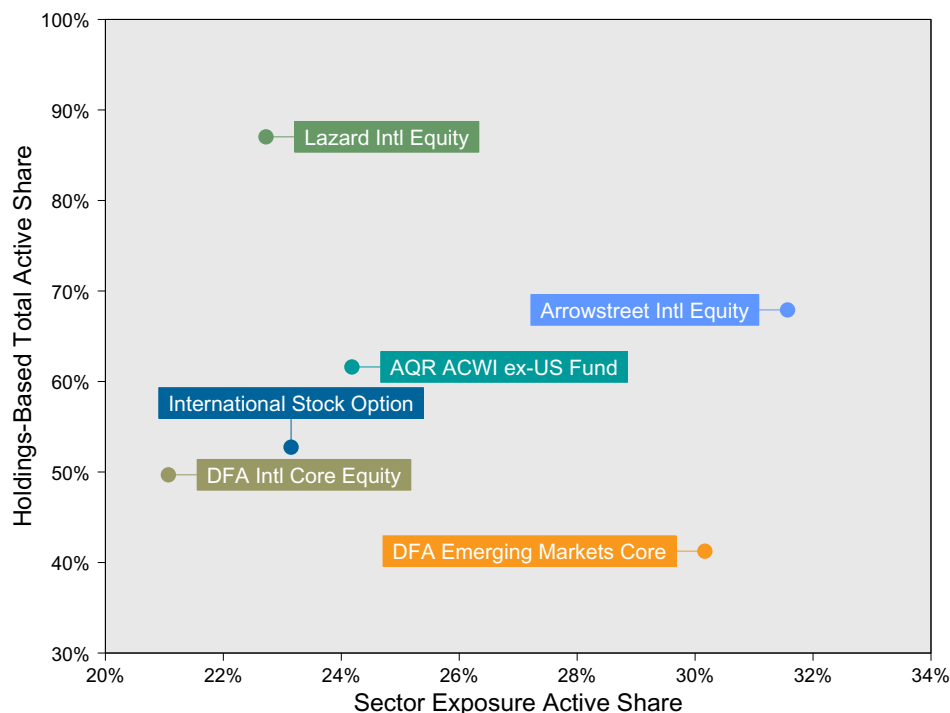 100%
90%
80%
70%
60%
50%
40%
30%
Holdings-Based Total Active Share
Lazard Intl Equity
Arrowstreet Intl Equity
AQR ACWI ex-US Fund
International Stock Option
DFA Intl Core Equity
DFA Emerging Markets Core
20% 22% 24% 26% 28% 30% 32% 34%
Sector Exposure Active Share